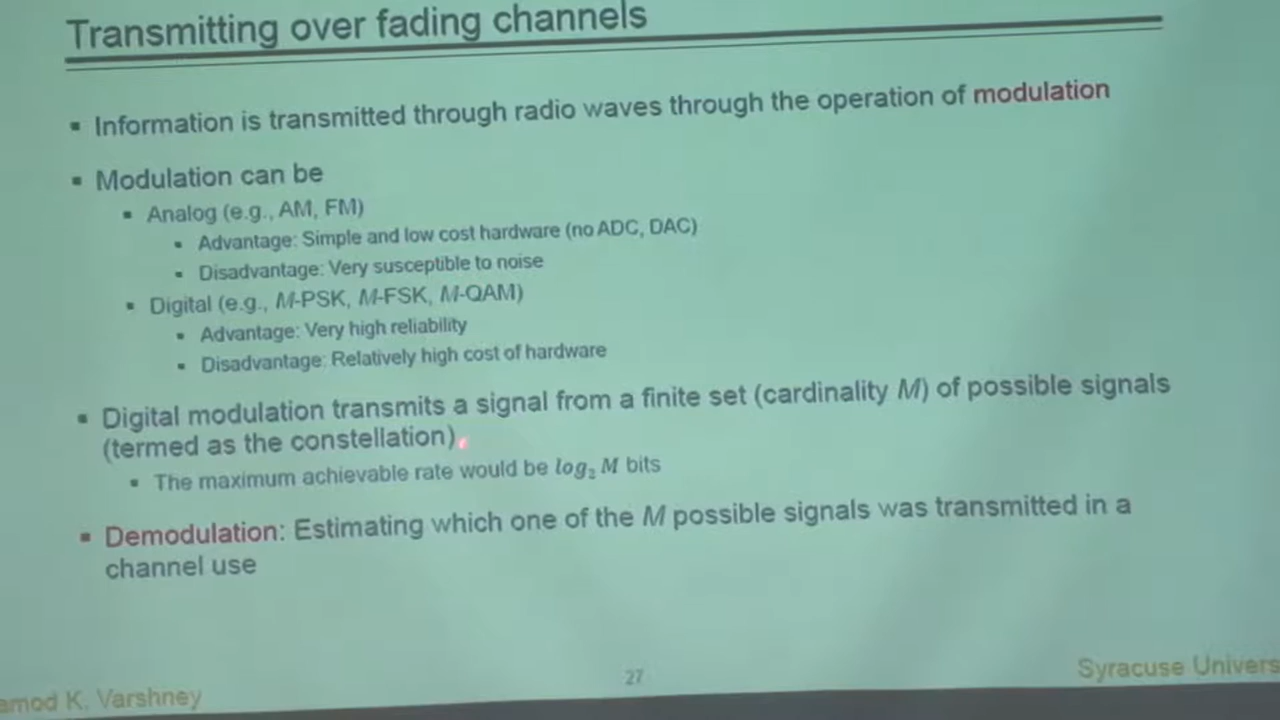 Transmitting over fading channels
▪ Information is transmitted through radio waves through the operation of modulation
▪ Modulation can be
▪ Analog (e.g., AM, FM)
▪ Advantage: Simple and low cost hardware (no ADC, DAC)
▪ Disadvantage: Very susceptible to noise
▪ Digital (e.g., M-PSK, M-FSK, M-QAM)
▪ Advantage: Very high reliability
▪ Disadvantage: Relatively high cost of hardware
▪ Digital modulation transmits a signal from a finite set (cardinality M) of possible signals
(termed as the constellation)
▪ The maximum achievable rate would be log₂ M bits
▪ Demodulation: Estimating which one of the M possible signals was transmitted in a
channel use
amod K. Varshney
27
Syracuse Univers